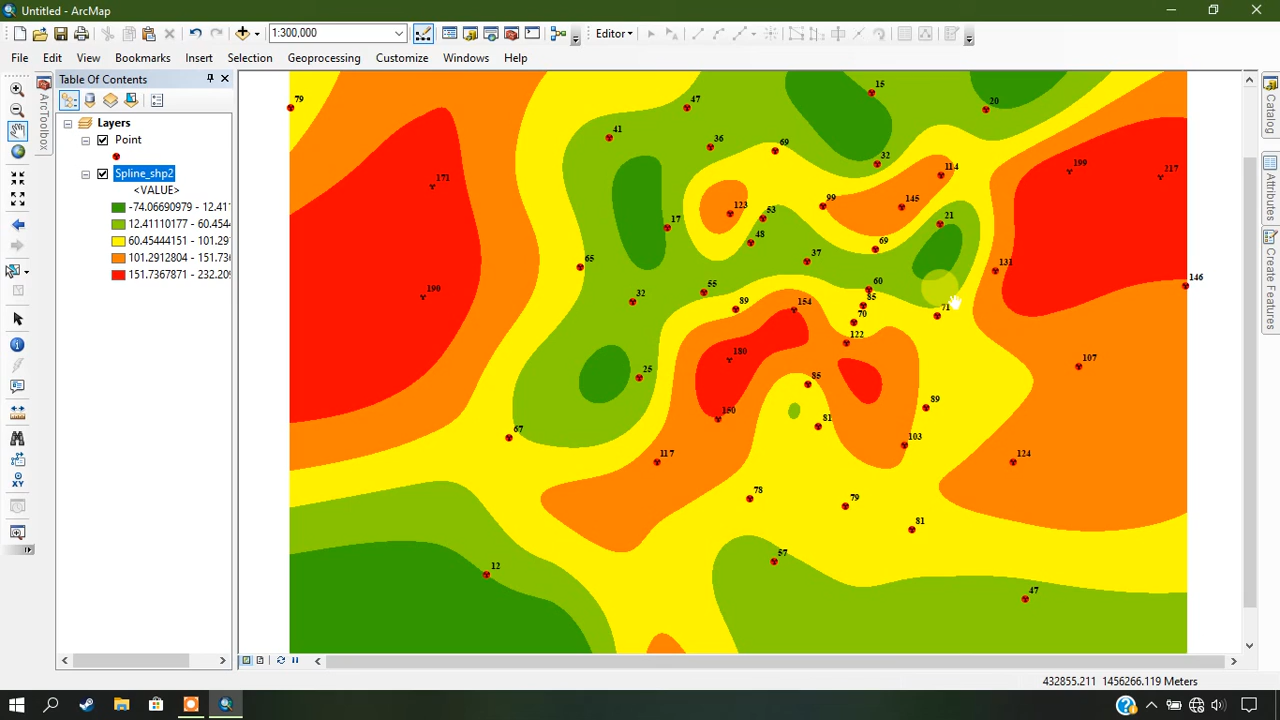 Untitled - ArcMap
1:300,000
Editor
File Edit View Bookmarks Insert Selection Geoprocessing Customize Windows Help
Table Of Contents
ArcToolbox
Layers
Point
Spline_shp2
<VALUE>
-74.06690979 - 12.41
12.41110177 - 60.454
60.45444151 - 101.29
101.2912804 - 151.736
151.7367871 - 232.209
79
47
15
20
41
36
69
32
114
199
217
171
123
53
99
145
17
48
21
65
37
69
131
190
32
55
60
146
89
154
85
71
70
122
180
107
25
85
89
150
81
67
103
117
124
78
79
81
57
12
47
Catalog
Attributes
Create Features
432855.211 1456266.119 Meters